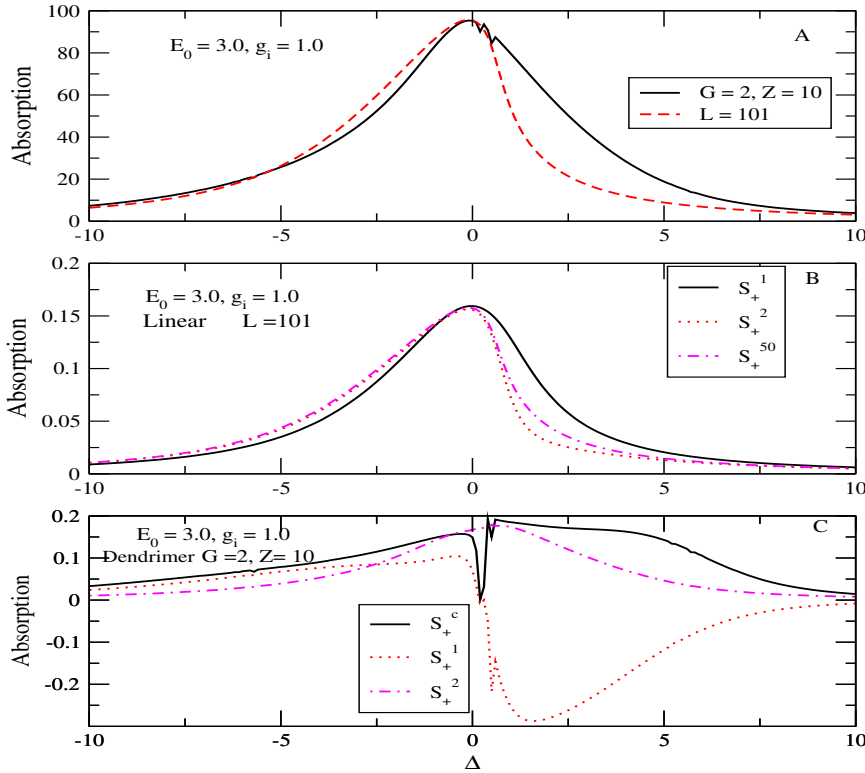 100
80
60
40
20
0
Absorption
E₀ = 3.0, gᵢ = 1.0
A
G = 2, Z = 10
L = 101
-10 -5 0 5 10
0.2
0.15
0.1
0.05
0
Absorption
E₀ = 3.0, gᵢ = 1.0
Linear L =101
B
S₊¹
S₊²
S₊⁵⁰
-10 -5 0 5 10
0.2
0.1
0
-0.1
-0.2
Absorption
E₀ = 3.0, gᵢ = 1.0
Dendrimer G =2, Z= 10
C
S₊ᶜ
S₊¹
S₊²
-10 -5 0 5 10
Δ